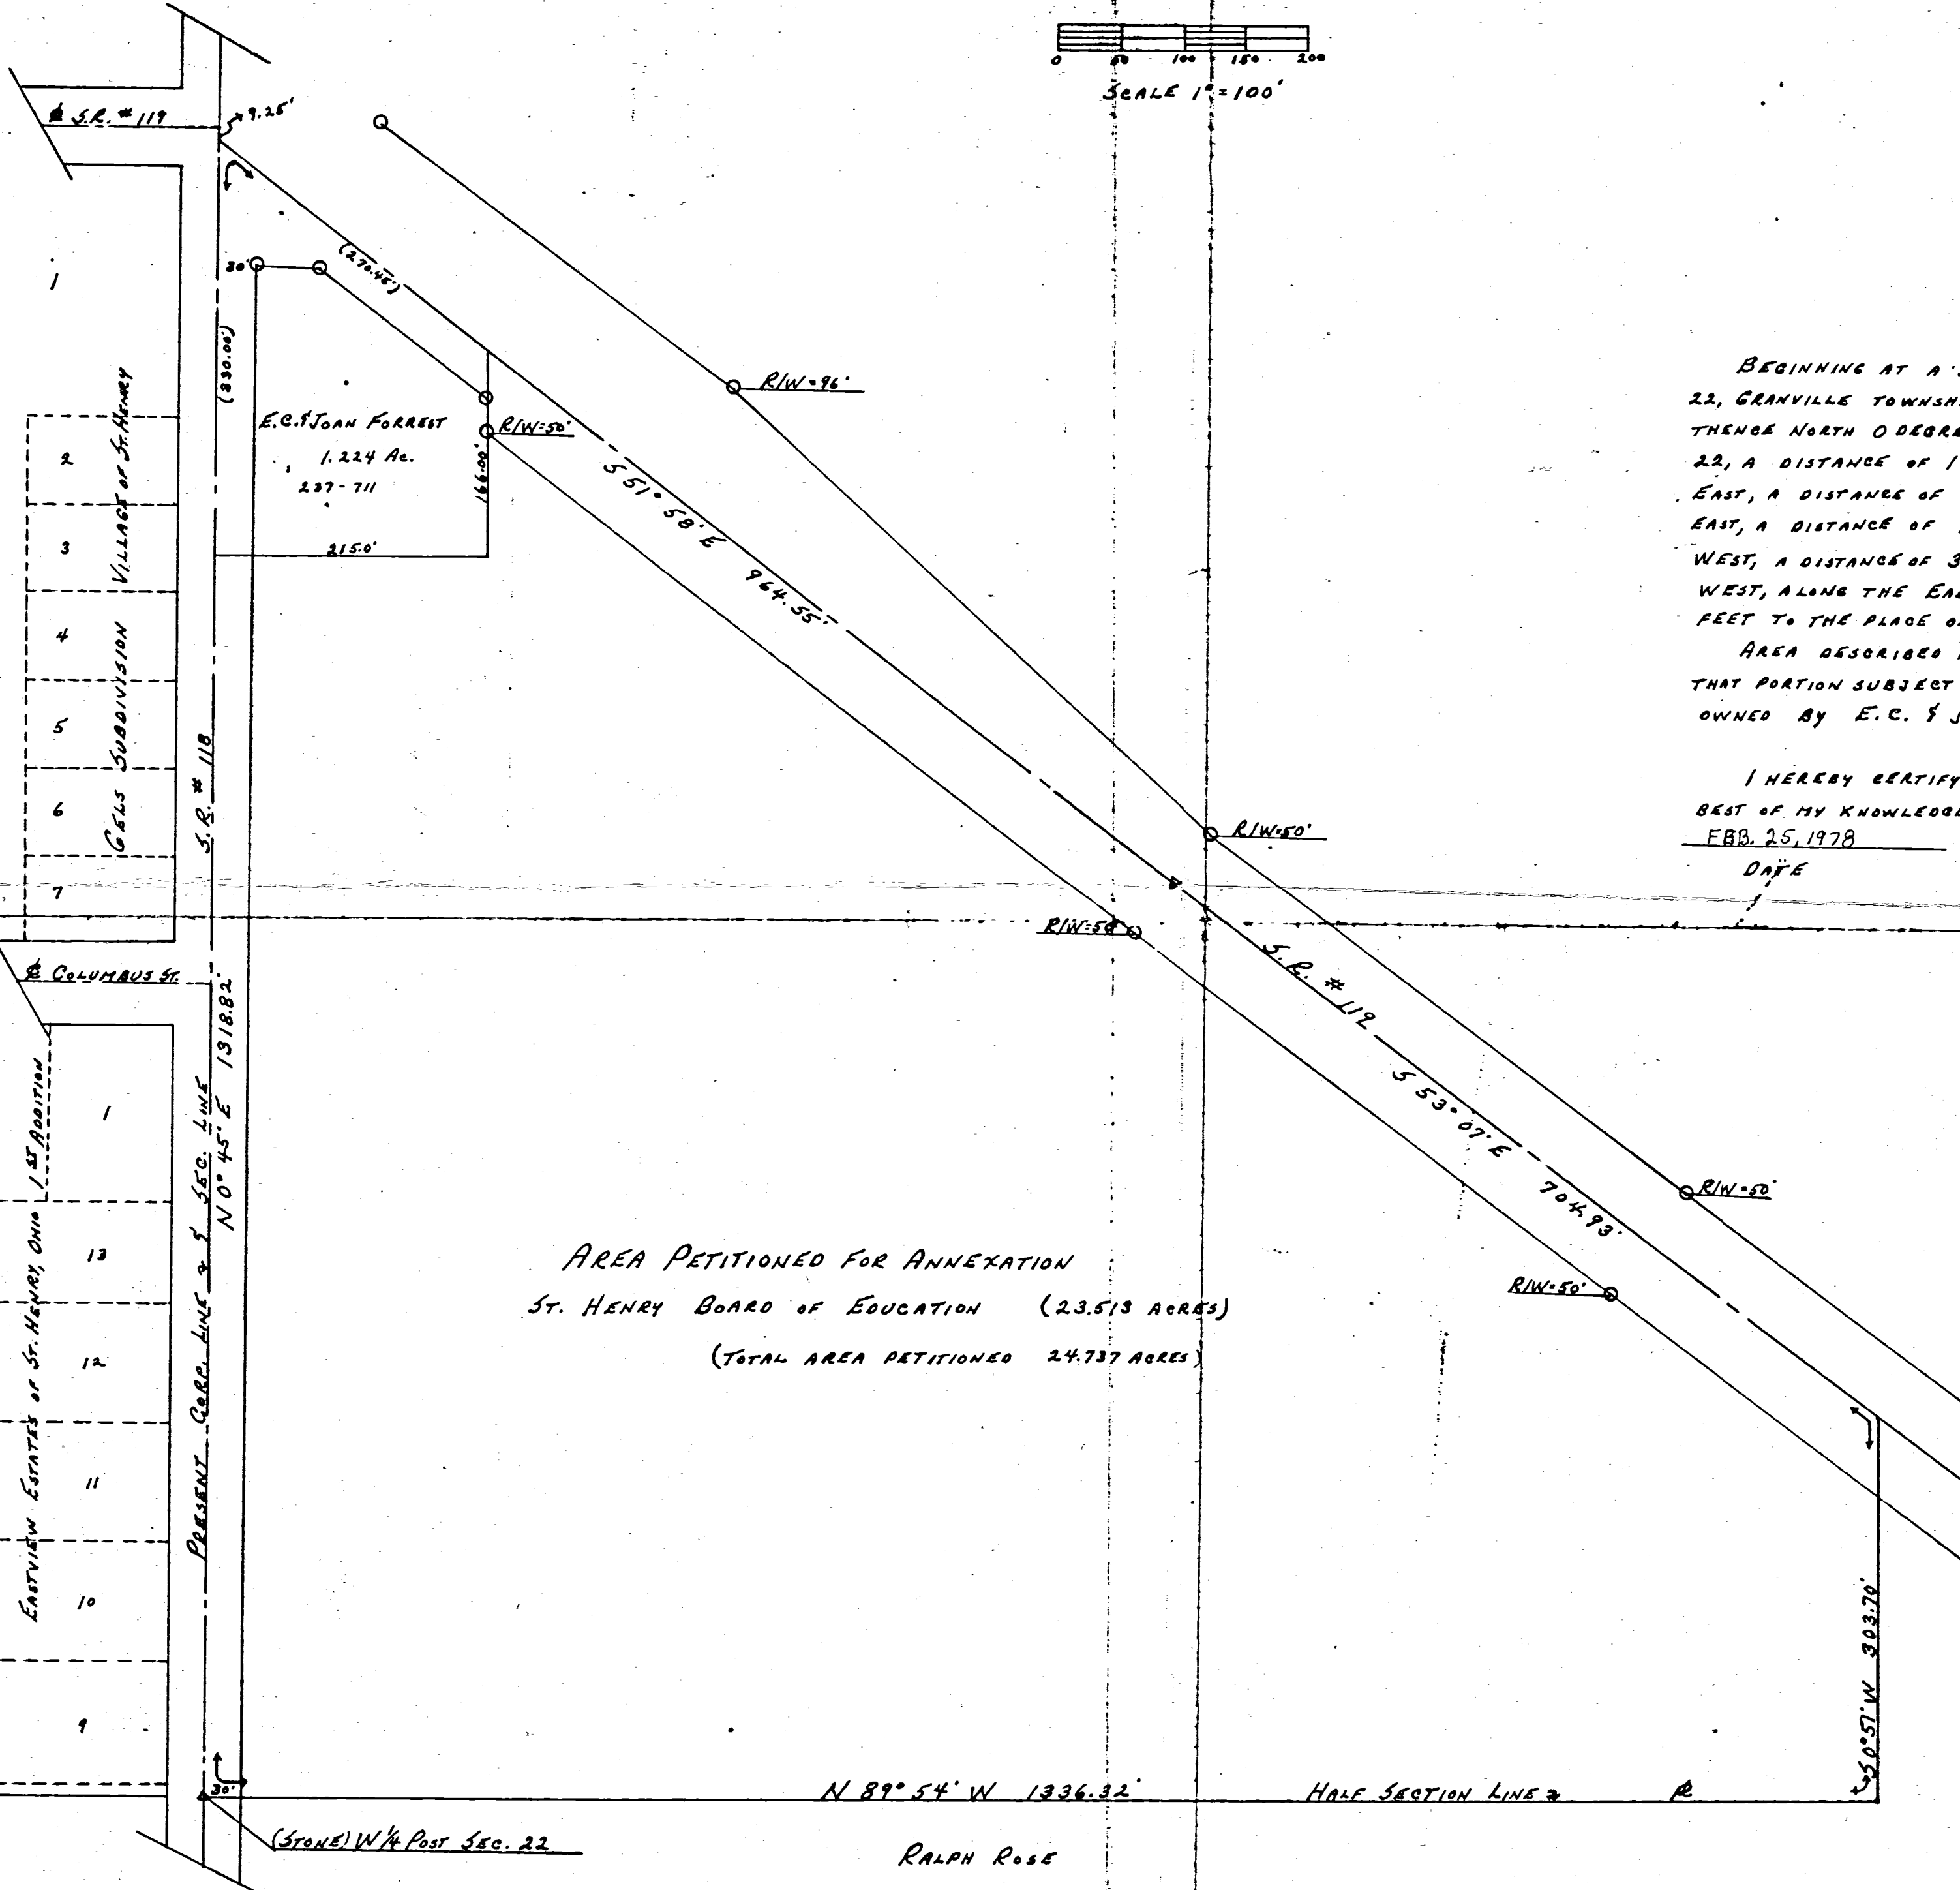 0 50 100 150 200
SCALE 1"=100'
℄ S.R. # 119
9.25'
30'
(270.45')
(330.00')
R/W=96'
E.C. & JOAN FORREST
1.224 Ac.
237-711
R/W=50'
166.00'
215.0'
S 51° 58' E 964.55'
1
2
3
4
5
6
7
GELS SUBDIVISION VILLAGE OF ST. HENRY
S.R. # 118
BEGINNING AT A
22, GRANVILLE TOWNSH
THENCE NORTH 0 DEGRE
22, A DISTANCE OF 1
EAST, A DISTANCE OF
EAST, A DISTANCE OF
WEST, A DISTANCE OF 3
WEST, ALONG THE EA
FEET TO THE PLACE O
AREA DESCRIBED
THAT PORTION SUBJECT
OWNED BY E.C. & J
I HEREBY CERTIFY
BEST OF MY KNOWLEDGE
FEB. 25, 1978
DATE
R/W=50'
R/W=50'
℄ COLUMBUS ST.
S.R. # 119
S 53° 07' E 704.93'
N 0° 45' E 1318.82'
PRESENT CORP. LINE & SEC. LINE
EASTVIEW ESTATES OF ST. HENRY, OHIO 1ST ADDITION
1
13
12
11
10
9
R/W=50'
R/W=50'
AREA PETITIONED FOR ANNEXATION
ST. HENRY BOARD OF EDUCATION (23.513 ACRES)
(TOTAL AREA PETITIONED 24.737 ACRES)
S 0° 51' W 303.70'
30'
N 89° 54' W 1336.32' HALF SECTION LINE & ℄
(STONE) W 1/4 POST SEC. 22
RALPH ROSE